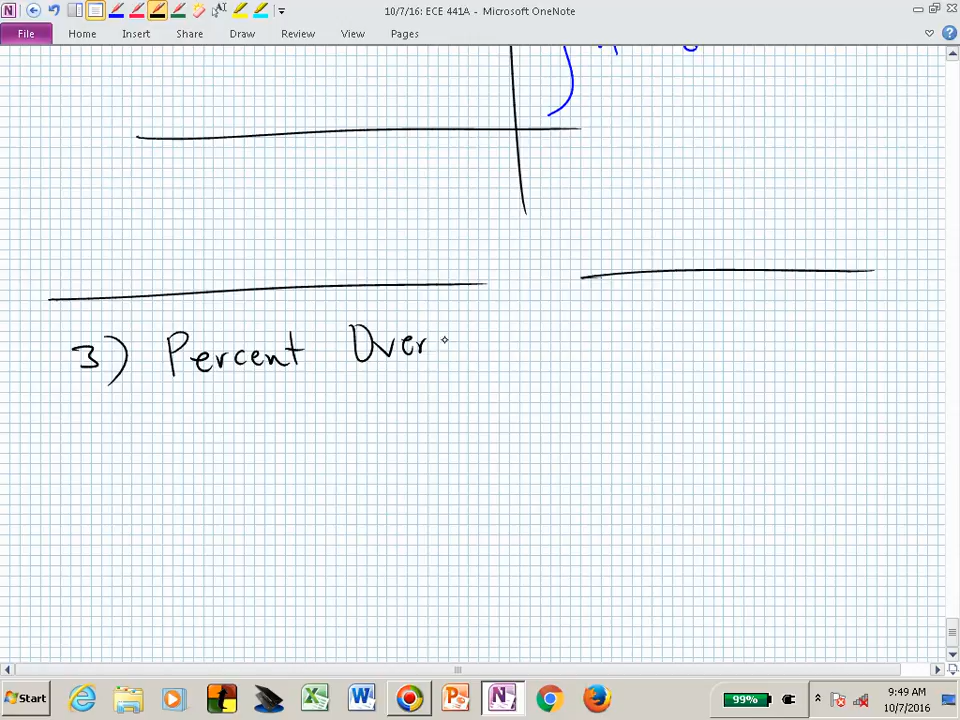 10/7/16: ECE 441A - Microsoft OneNote
File Home Insert Share Draw Review View Pages
3) Percent Over
Start
99%
9:49 AM
10/7/2016